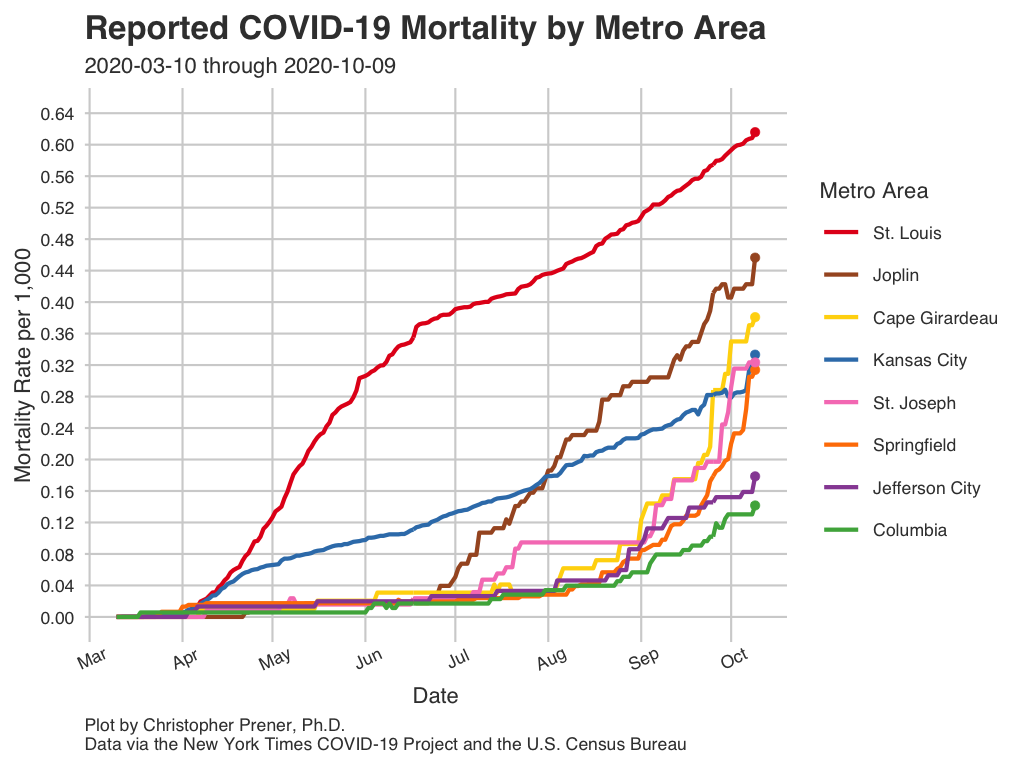 Reported COVID-19 Mortality by Metro Area
2020-03-10 through 2020-10-09
Mortality Rate per 1,000
0.64
0.60
0.56
0.52
0.48
0.44
0.40
0.36
0.32
0.28
0.24
0.20
0.16
0.12
0.08
0.04
0.00
Mar
Apr
May
Jun
Jul
Aug
Sep
Oct
Date
Metro Area
St. Louis
Joplin
Cape Girardeau
Kansas City
St. Joseph
Springfield
Jefferson City
Columbia
Plot by Christopher Prener, Ph.D.
Data via the New York Times COVID-19 Project and the U.S. Census Bureau